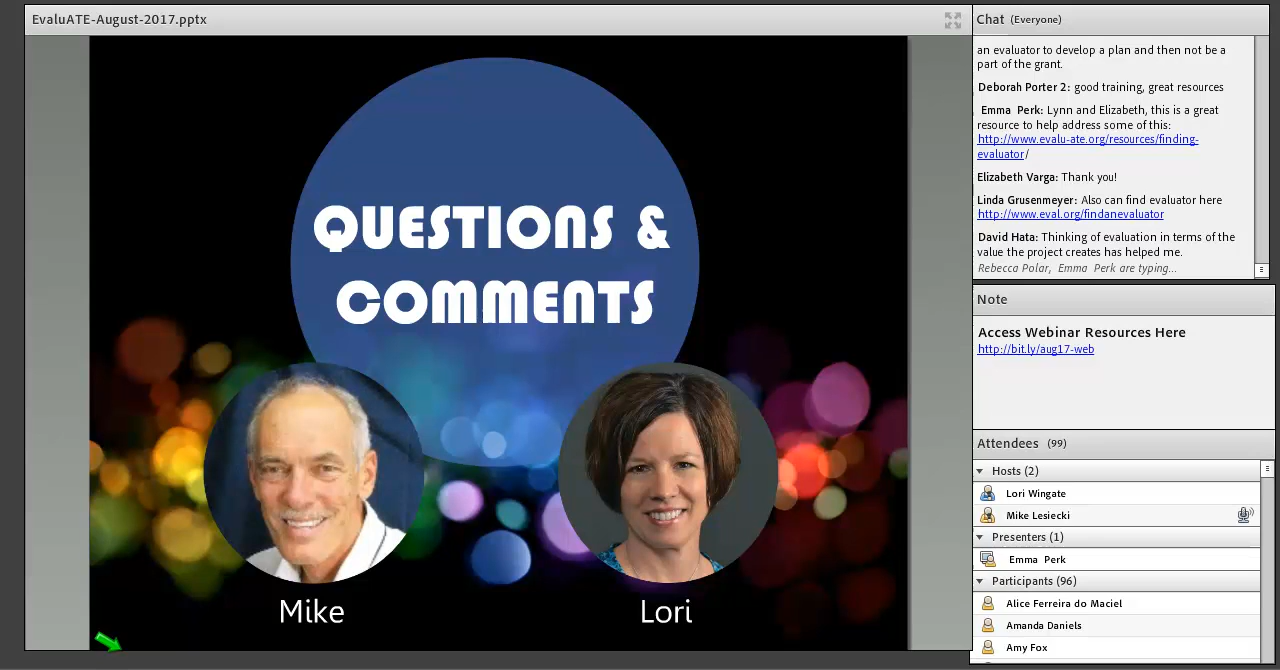 EvaluATE-August-2017.pptx
QUESTIONS &
COMMENTS
Mike
Lori
Chat (Everyone)
an evaluator to develop a plan and then not be a
part of the grant.
Deborah Porter 2: good training, great resources
Emma Perk: Lynn and Elizabeth, this is a great
resource to help address some of this:
http://www.evalu-ate.org/resources/finding-
evaluator/
Elizabeth Varga: Thank you!
Linda Grusenmeyer: Also can find evaluator here
http://www.eval.org/findanevaluator
David Hata: Thinking of evaluation in terms of the
value the project creates has helped me.
Rebecca Polar, Emma Perk are typing...
Note
Access Webinar Resources Here
http://bit.ly/aug17-web
Attendees (99)
Hosts (2)
Lori Wingate
Mike Lesiecki
Presenters (1)
Emma Perk
Participants (96)
Alice Ferreira do Maciel
Amanda Daniels
Amy Fox